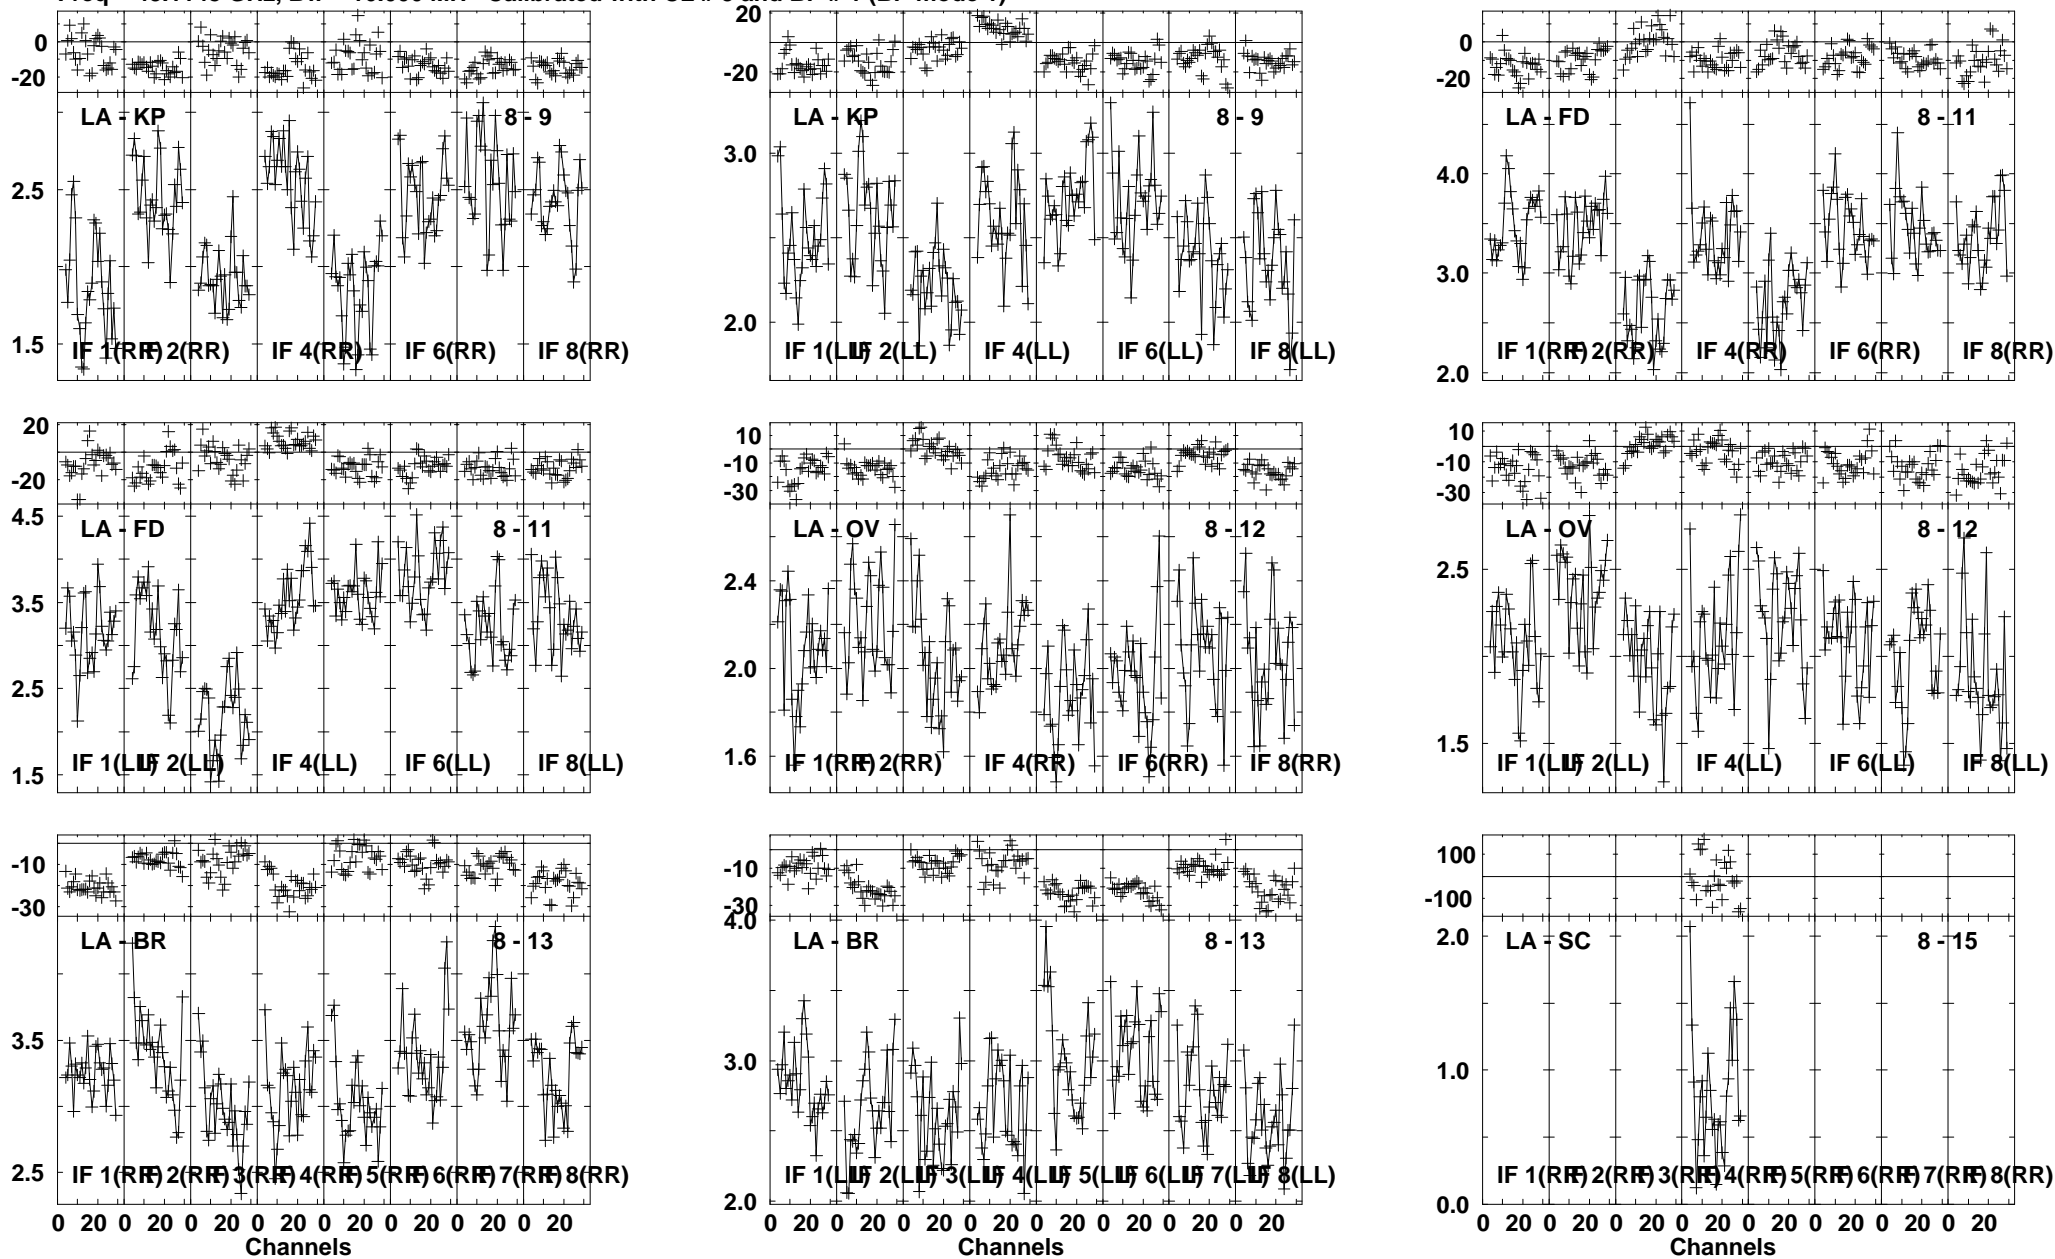 20
0
-20
LA - KP 8 - 9
2.5
1.5
IF 1(RR) IF 2(RR) IF 4(RR) IF 6(RR) IF 8(RR)
20
0
-20
LA - KP 8 - 9
3.0
2.0
IF 1(LL) IF 2(LL) IF 4(LL) IF 6(LL) IF 8(LL)
0
-20
LA - FD 8 - 11
4.0
3.0
2.0
IF 1(RR) IF 2(RR) IF 4(RR) IF 6(RR) IF 8(RR)
20
0
-20
LA - FD 8 - 11
4.5
3.5
2.5
1.5
IF 1(LL) IF 2(LL) IF 4(LL) IF 6(LL) IF 8(LL)
10
-10
-30
LA - OV 8 - 12
2.4
2.0
1.6
IF 1(RR) IF 2(RR) IF 4(RR) IF 6(RR) IF 8(RR)
10
-10
-30
LA - OV 8 - 12
2.5
1.5
IF 1(LL) IF 2(LL) IF 4(LL) IF 6(LL) IF 8(LL)
-10
-30
LA - BR 8 - 13
3.5
2.5
IF 1(RR) IF 2(RR) IF 3(RR) IF 4(RR) IF 5(RR) IF 6(RR) IF 7(RR) IF 8(RR)
0 20 0 20 0 20 0 20 0 20 0 20 0 20 0 20
Channels
-10
-30
LA - BR 8 - 13
4.0
3.0
2.0
IF 1(LL) IF 2(LL) IF 3(LL) IF 4(LL) IF 5(LL) IF 6(LL) IF 7(LL) IF 8(LL)
0 20 0 20 0 20 0 20 0 20 0 20 0 20 0 20
Channels
100
-100
LA - SC 8 - 15
2.0
1.0
0.0
IF 1(RR) IF 2(RR) IF 3(RR) IF 4(RR) IF 5(RR) IF 6(RR) IF 7(RR) IF 8(RR)
0 20 0 20 0 20 0 20 0 20 0 20 0 20 0 20
Channels